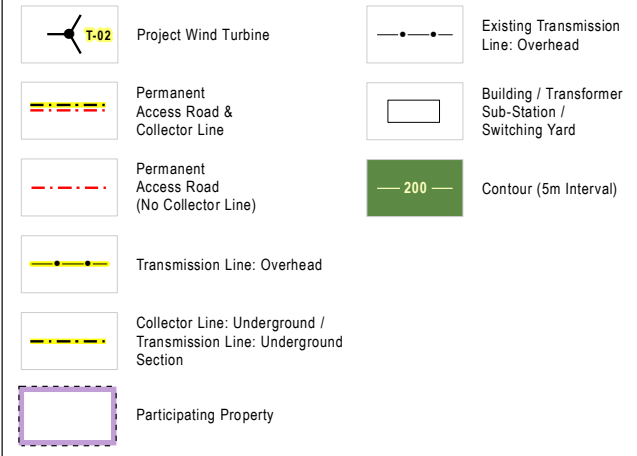 T-02
Project Wind Turbine
Permanent
Access Road &
Collector Line
Permanent
Access Road
(No Collector Line)
Transmission Line: Overhead
Collector Line: Underground /
Transmission Line: Underground
Section
Participating Property
Existing Transmission
Line: Overhead
Building / Transformer
Sub-Station /
Switching Yard
200
Contour (5m Interval)